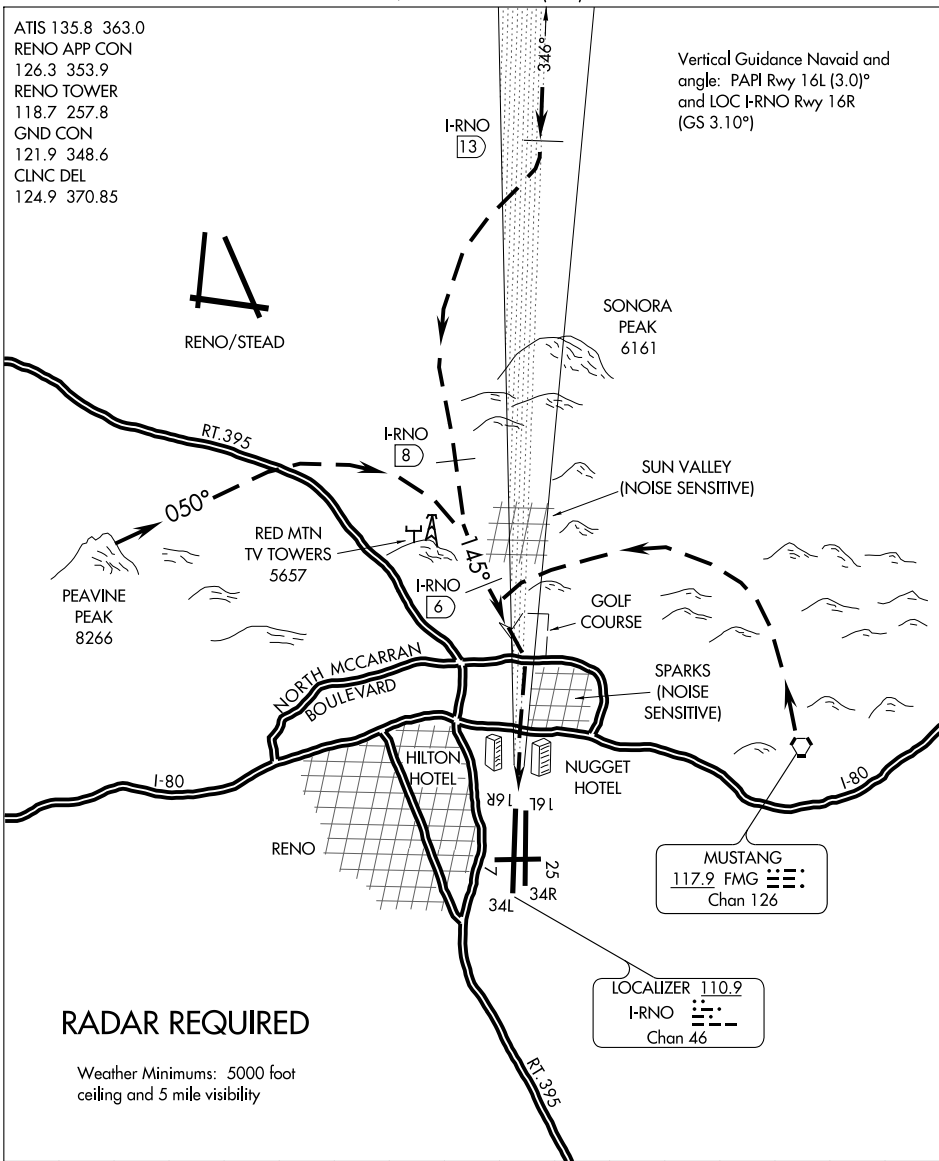 ATIS 135.8 363.0
RENO APP CON
126.3 353.9
RENO TOWER
118.7 257.8
GND CON
121.9 348.6
CLNC DEL
124.9 370.85
346°
Vertical Guidance Navaid and
angle: PAPI Rwy 16L (3.0)°
and LOC I-RNO Rwy 16R
(GS 3.10°)
I-RNO
13
RENO/STEAD
SONORA
PEAK
6161
RT.395
I-RNO
8
SUN VALLEY
(NOISE SENSITIVE)
050°
RED MTN
TV TOWERS
5657
145°
PEAVINE
PEAK
8266
I-RNO
6
GOLF
COURSE
NORTH MCCARRAN
BOULEVARD
SPARKS
(NOISE
SENSITIVE)
HILTON
HOTEL
NUGGET
HOTEL
I-80
I-80
16R
16L
RENO
7
25
34L
34R
MUSTANG
117.9 FMG
Chan 126
LOCALIZER 110.9
I-RNO
Chan 46
RADAR REQUIRED
Weather Minimums: 5000 foot
ceiling and 5 mile visibility
RT.395